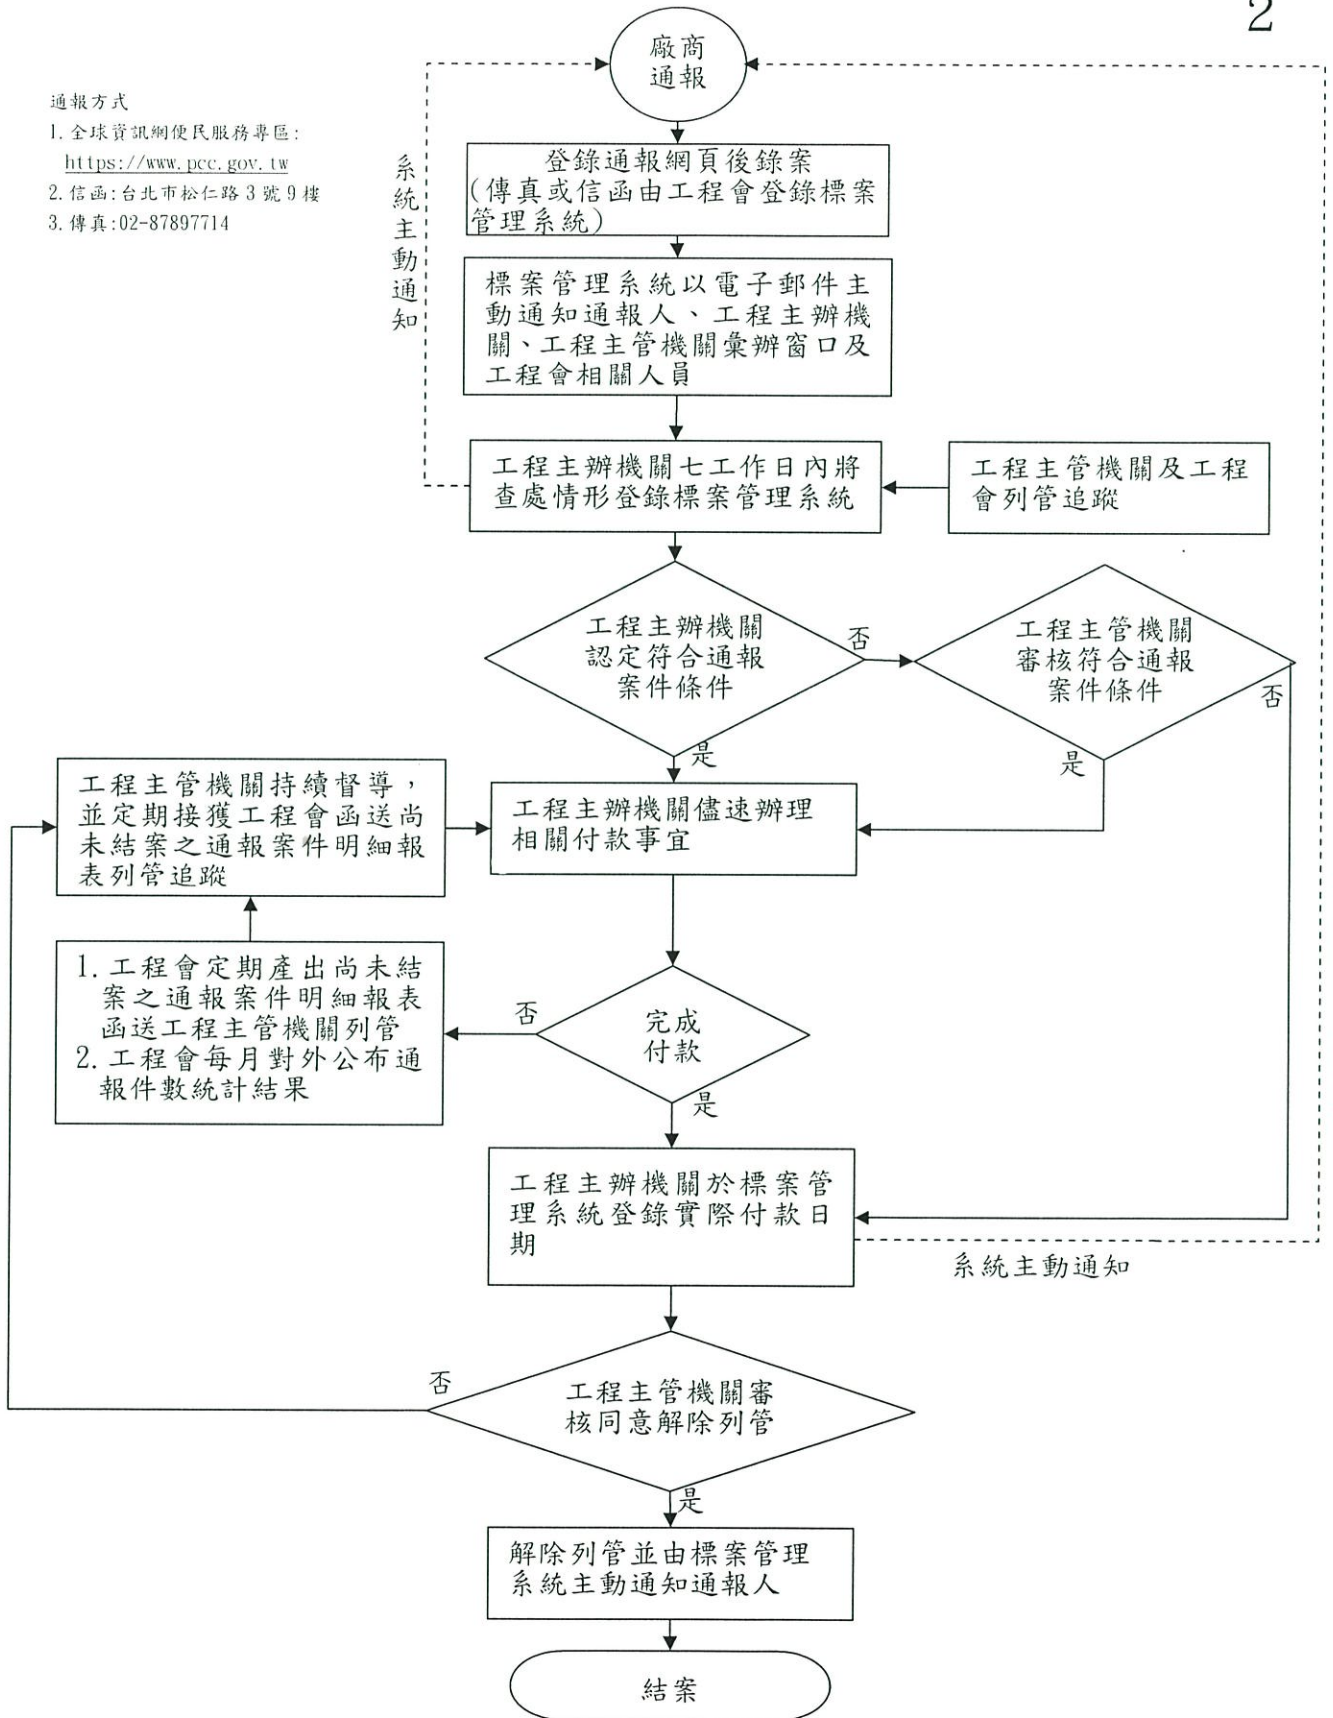 2
廠商
通報
通報方式
1.全球資訊網便民服務專區:
https://www.pcc.gov.tw
2.信函:台北市松仁路3號9樓
3.傳真:02-87897714
系統主動通知
登錄通報網頁後錄案
(傳真或信函由工程會登錄標案
管理系統)
標案管理系統以電子郵件主
動通知通報人、工程主辦機
關、工程主管機關彙辦窗口及
工程會相關人員
工程主辦機關七工作日內將
查處情形登錄標案管理系統
工程主管機關及工程
會列管追蹤
工程主辦機關
認定符合通報
案件條件
否
工程主管機關
審核符合通報
案件條件
否
是
是
工程主管機關持續督導，
並定期接獲工程會函送尚
未結案之通報案件明細報
表列管追蹤
工程主辦機關儘速辦理
相關付款事宜
1.工程會定期產出尚未結
案之通報案件明細報表
函送工程主管機關列管
2.工程會每月對外公布通
報件數統計結果
否
完成
付款
是
工程主辦機關於標案管
理系統登錄實際付款日
期
系統主動通知
否
工程主管機關審
核同意解除列管
是
解除列管並由標案管理
系統主動通知通報人
結案